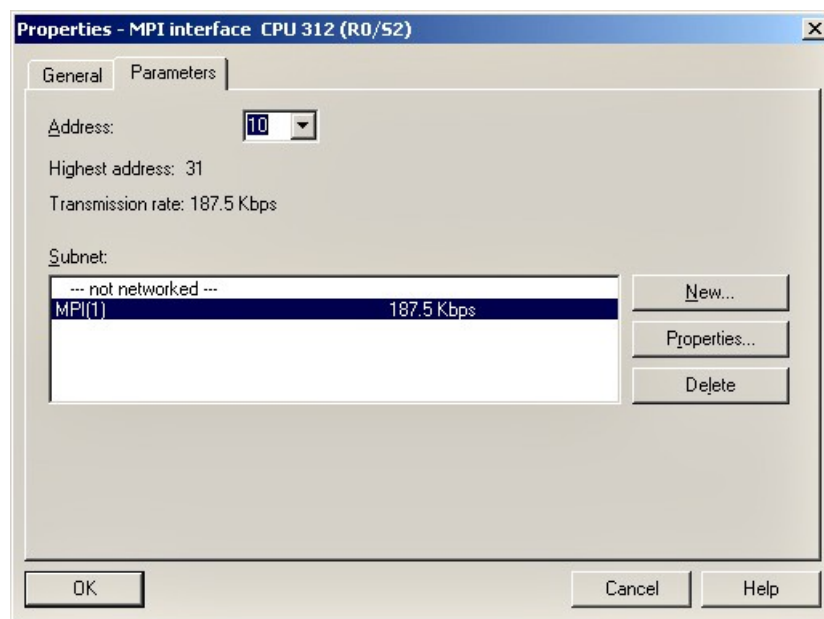 Properties - MPI interface CPU 312 (R0/S2)
General Parameters
Address: 10
Highest address: 31
Transmission rate: 187.5 Kbps
Subnet:
--- not networked ---
MPI(1) 187.5 Kbps
New...
Properties...
Delete
OK Cancel Help